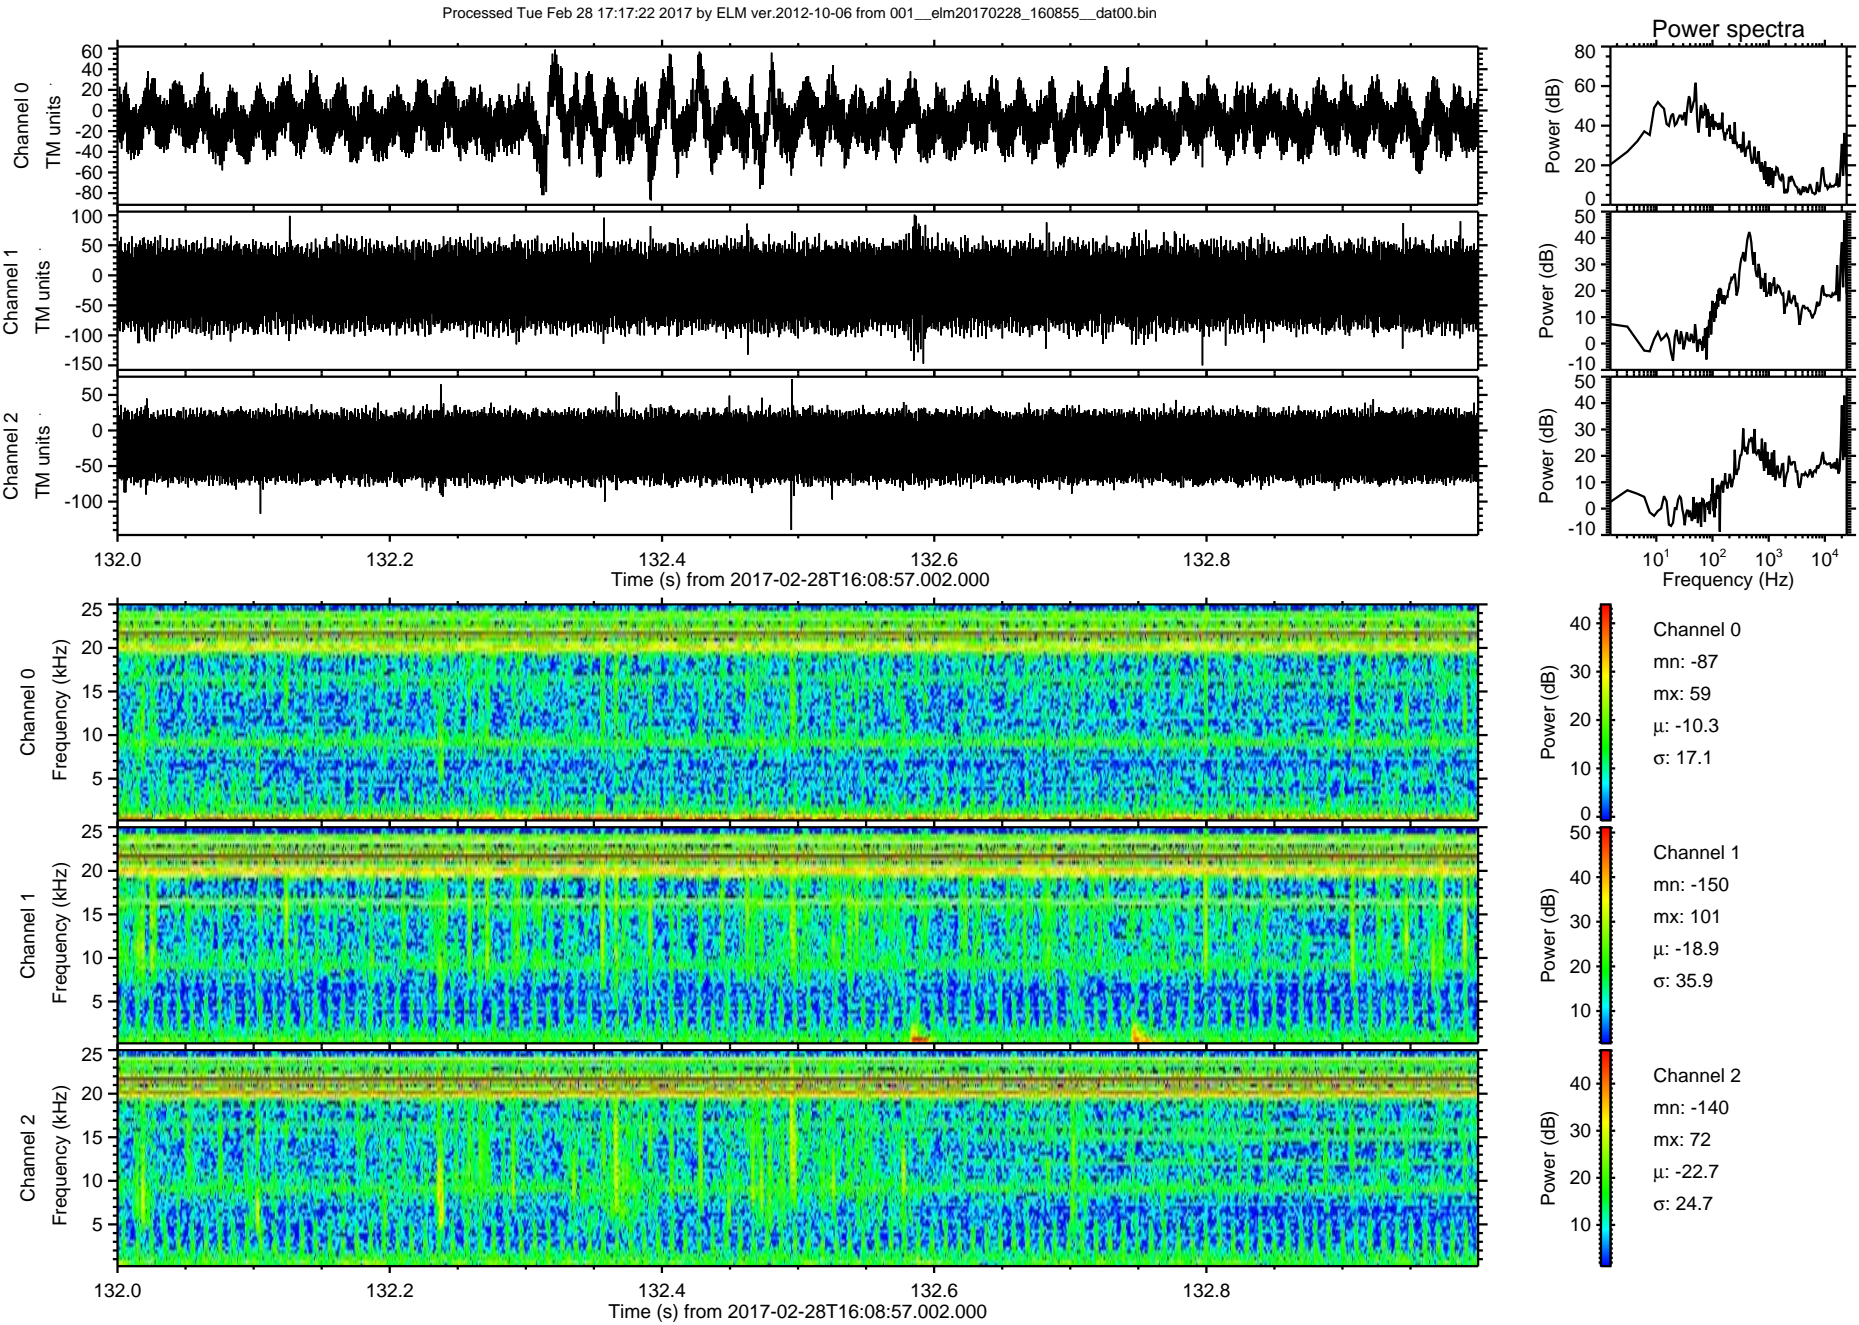 Processed Tue Feb 28 17:17:22 2017 by ELM ver.2012-10-06 from 001__elm20170228_160855__dat00.bin
Power spectra
Channel 0
TM units
60
40
20
0
-20
-40
-60
-80
Power (dB)
80
60
40
20
0
Channel 1
TM units
100
50
0
-50
-100
-150
Power (dB)
50
40
30
20
10
0
-10
Channel 2
TM units
50
0
-50
-100
Power (dB)
50
40
30
20
10
0
-10
132.0 132.2 132.4 132.6 132.8
Time (s) from 2017-02-28T16:08:57.002.000
10¹ 10² 10³ 10⁴
Frequency (Hz)
Channel 0
Frequency (kHz)
25
20
15
10
5
Power (dB)
40
30
20
10
0
Channel 0
mn: -87
mx: 59
μ: -10.3
σ: 17.1
Channel 1
Frequency (kHz)
25
20
15
10
5
Power (dB)
50
40
30
20
10
Channel 1
mn: -150
mx: 101
μ: -18.9
σ: 35.9
Channel 2
Frequency (kHz)
25
20
15
10
5
Power (dB)
40
30
20
10
Channel 2
mn: -140
mx: 72
μ: -22.7
σ: 24.7
132.0 132.2 132.4 132.6 132.8
Time (s) from 2017-02-28T16:08:57.002.000